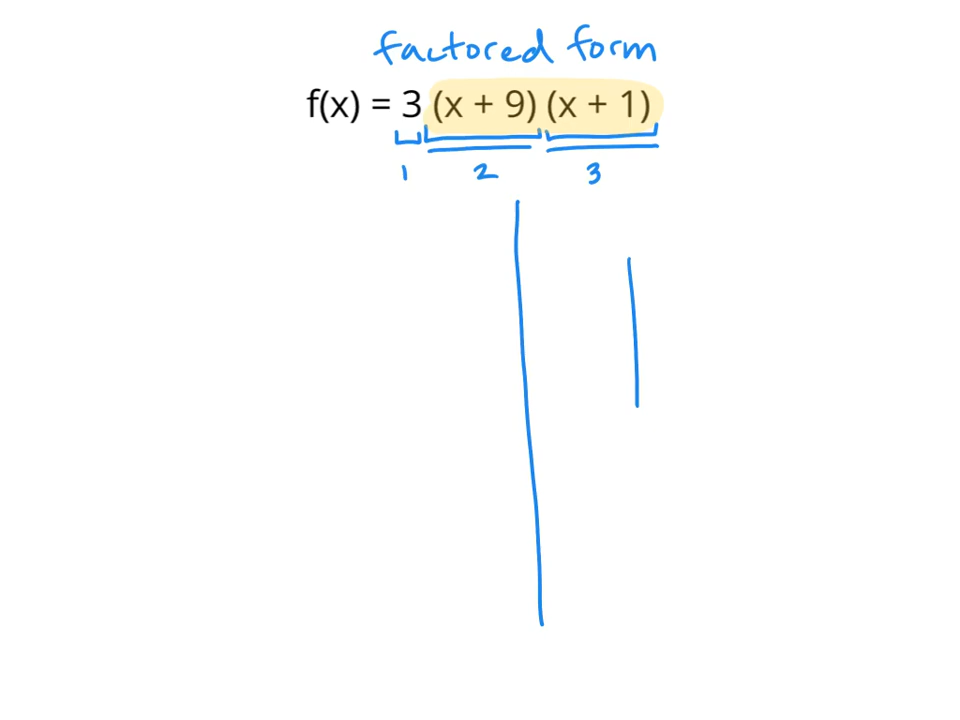 factored form
f(x) = 3 (x + 9) (x + 1)
1 2 3